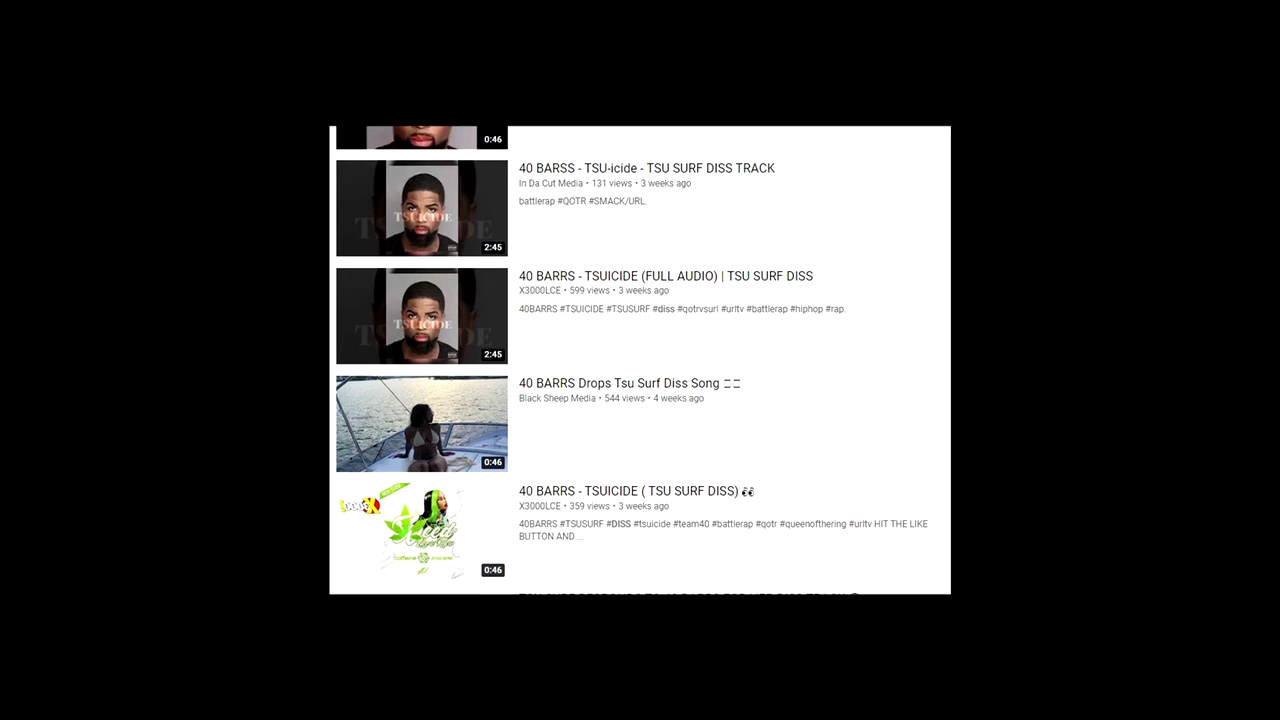 0:46
40 BARSS - TSU-icide - TSU SURF DISS TRACK
In Da Cut Media • 131 views • 3 weeks ago
battlerap #QOTR #SMACK/URL.
TSUICIDE
2:45
40 BARRS - TSUICIDE (FULL AUDIO) | TSU SURF DISS
X3000LCE • 599 views • 3 weeks ago
40BARRS #TSUICIDE #TSUSURF #diss #qotrvsurl #urltv #battlerap #hiphop #rap.
TSUICIDE
2:45
40 BARRS Drops Tsu Surf Diss Song
Black Sheep Media • 544 views • 4 weeks ago
0:46
40 BARRS - TSUICIDE ( TSU SURF DISS) 👀
X3000LCE • 359 views • 3 weeks ago
40BARRS #TSUSURF #DISS #tsuicide #team40 #battlerap #qotr #queenofthering #urltv HIT THE LIKE
BUTTON AND ...
0:46